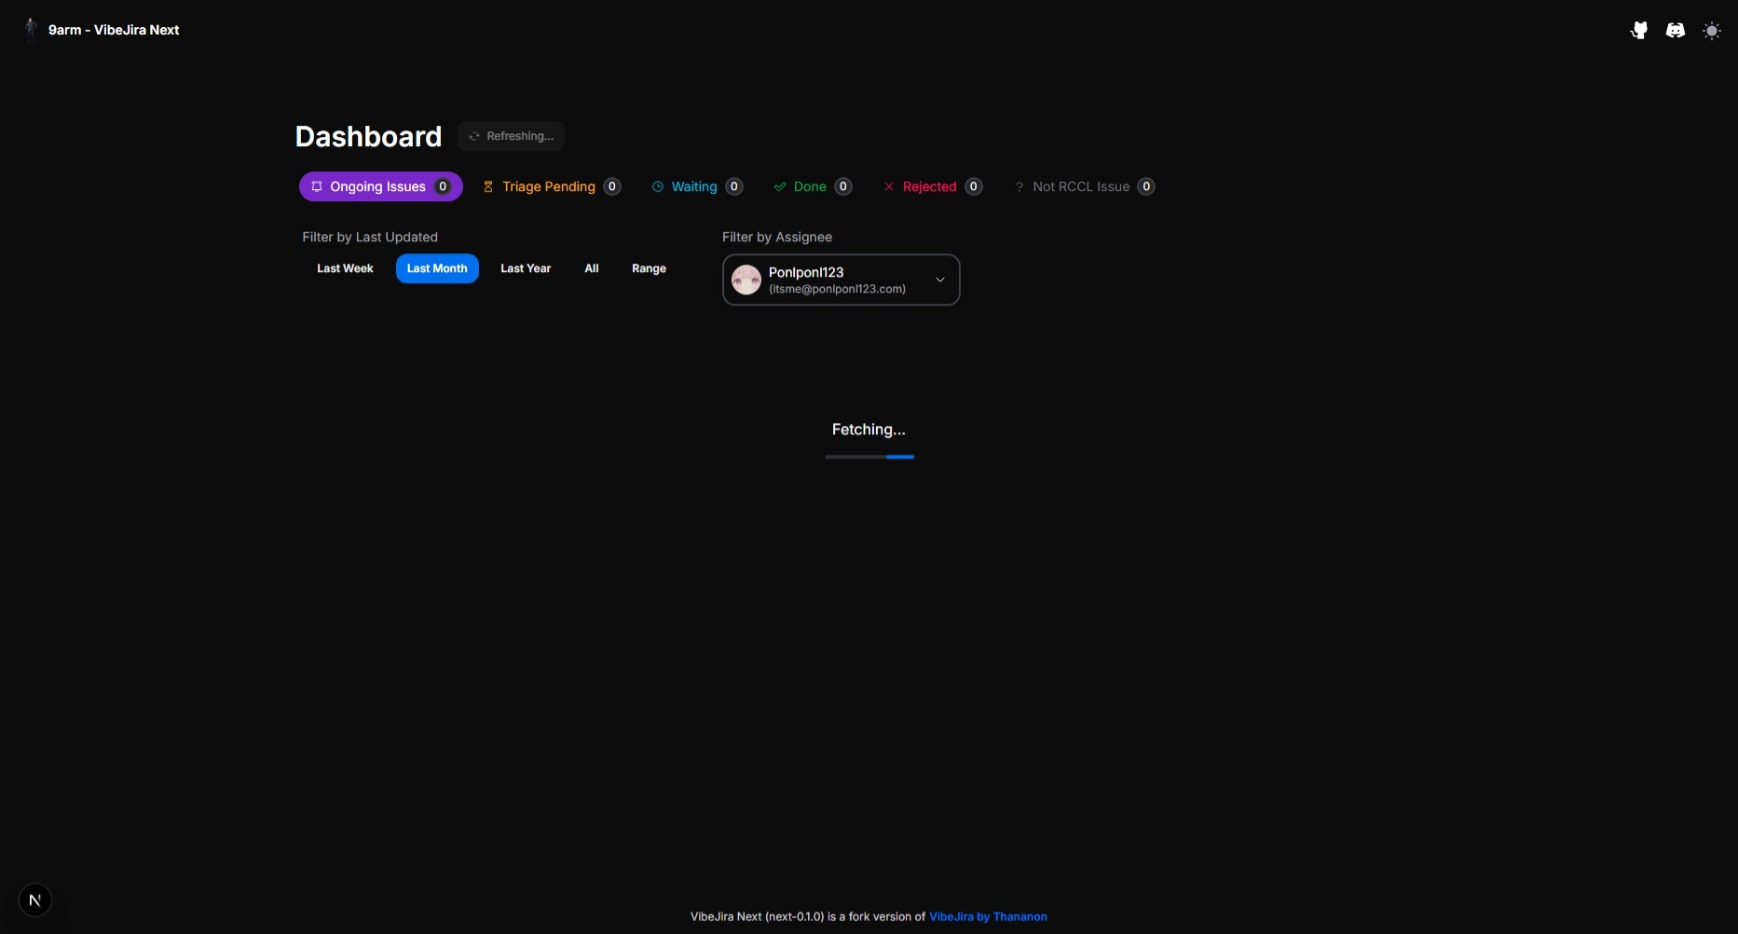 9arm - VibeJira Next
Dashboard
Refreshing...
Ongoing Issues 0
Triage Pending 0
Waiting 0
Done 0
Rejected 0
? Not RCCL Issue 0
Filter by Last Updated
Last Week
Last Month
Last Year
All
Range
Filter by Assignee
Ponlponl123
(itsme@ponlponl123.com)
Fetching...
N
VibeJira Next (next-0.1.0) is a fork version of VibeJira by Thananon